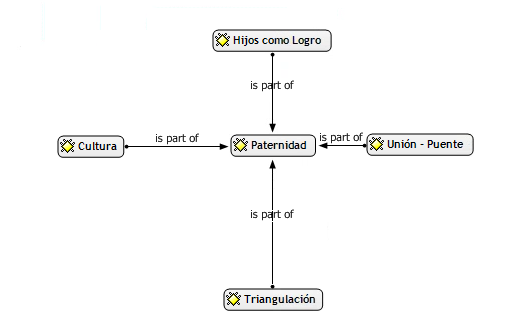 Hijos como Logro
is part of
Cultura
is part of
Paternidad
is part of
Unión - Puente
is part of
Triangulación